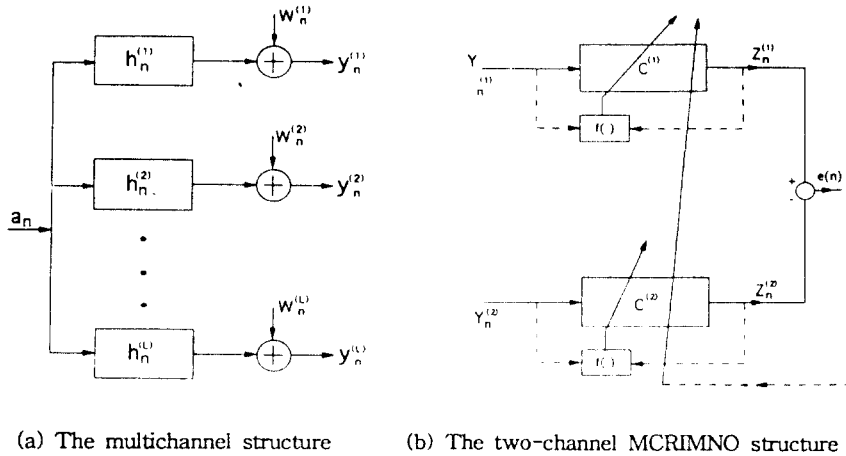 W_n^(1)
h_n^(1)
+
y_n^(1)
W_n^(2)
h_n^(2)
+
y_n^(2)
a_n
W_n^(L)
h_n^(L)
+
y_n^(L)
(a) The multichannel structure
Y
n^(1)
C^(1)
Z_n^(1)
f(·)
+
-
e(n)
Y_n^(2)
C^(2)
Z_n^(2)
f(·)
(b) The two-channel MCRIMNO structure